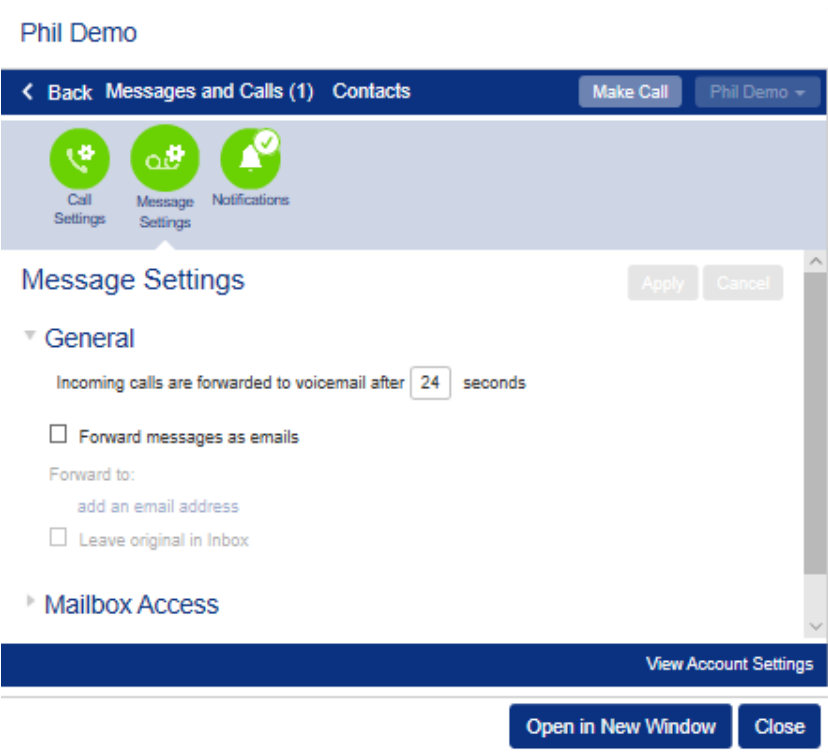 Phil Demo
Back Messages and Calls (1) Contacts Make Call Phil Demo
Call Settings
Message Settings
Notifications
Message Settings Apply Cancel
General
Incoming calls are forwarded to voicemail after 24 seconds
Forward messages as emails
Forward to:
add an email address
Leave original in Inbox
Mailbox Access
View Account Settings
Open in New Window Close